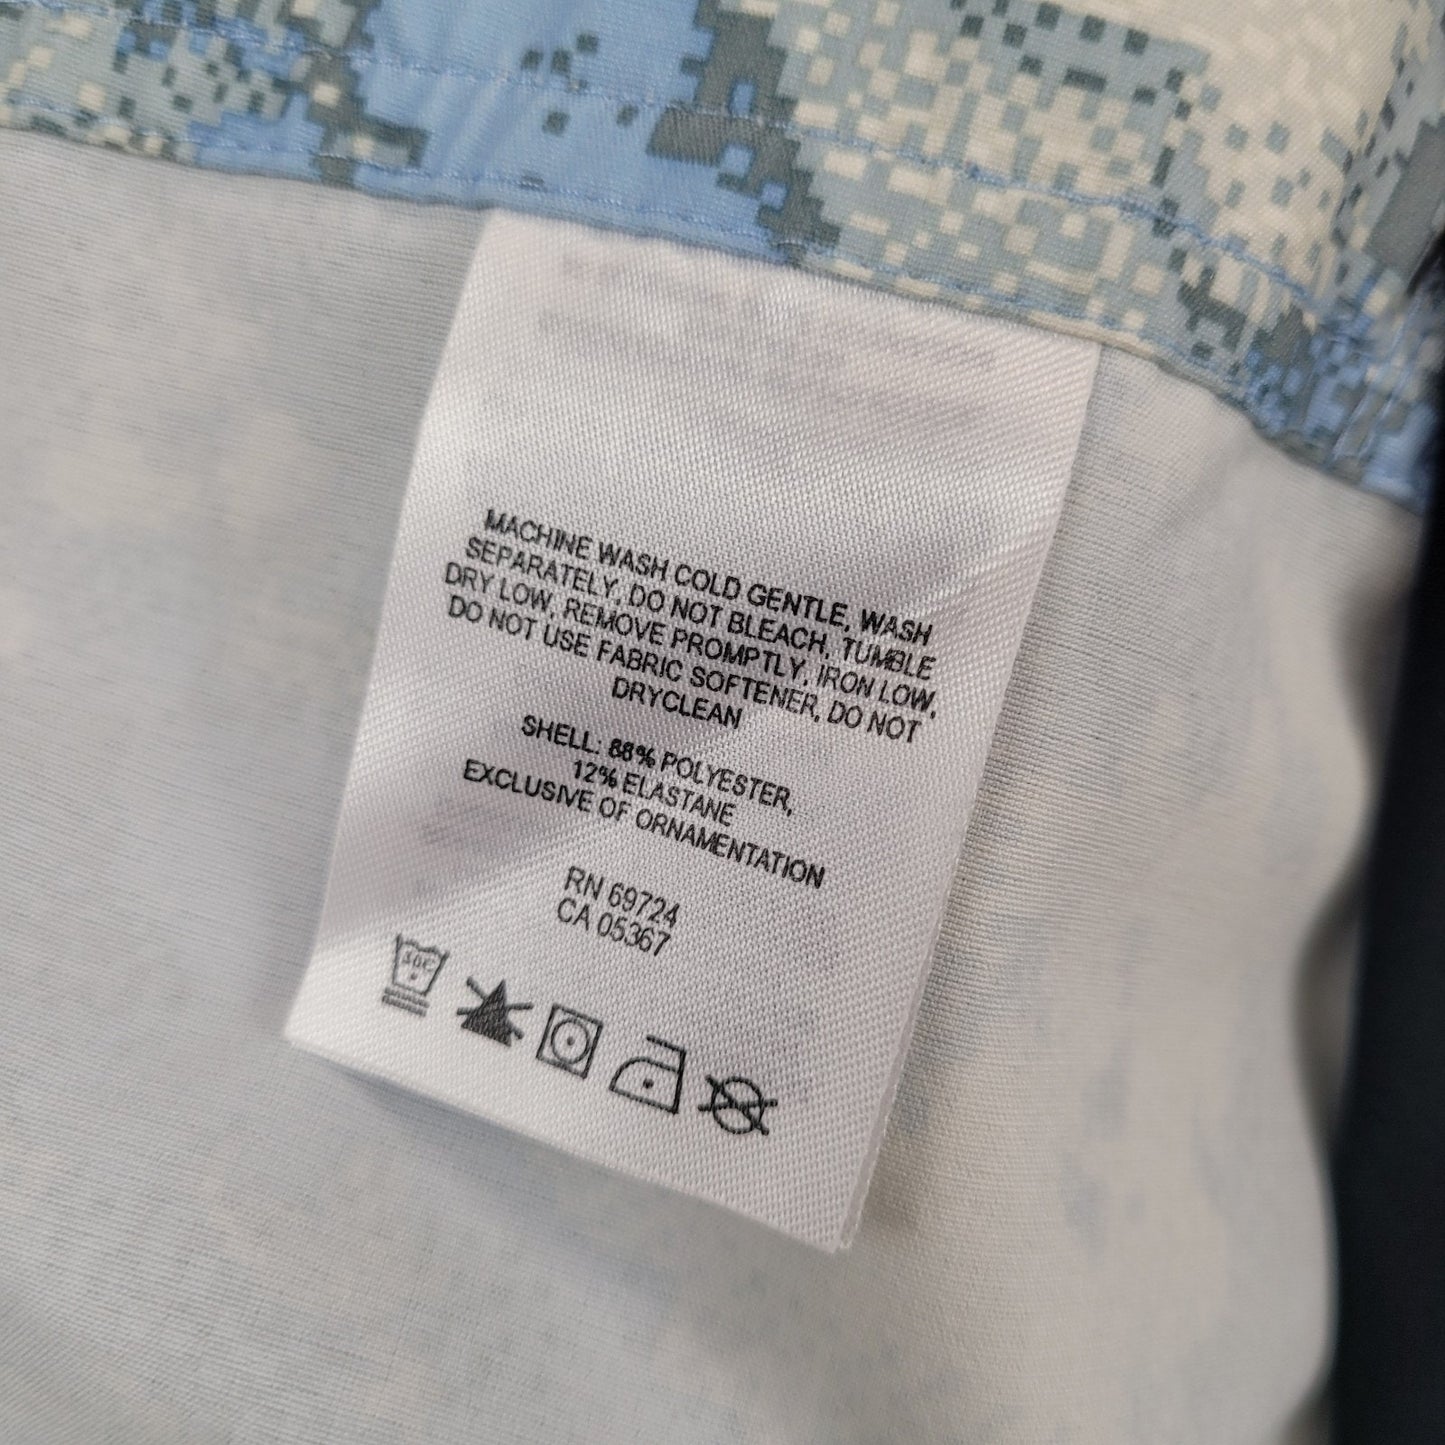 MACHINE WASH COLD GENTLE, WASH
SEPARATELY, DO NOT BLEACH, TUMBLE
DRY LOW, REMOVE PROMPTLY, IRON LOW,
DO NOT USE FABRIC SOFTENER, DO NOT
DRYCLEAN
SHELL: 88% POLYESTER,
12% ELASTANE
EXCLUSIVE OF ORNAMENTATION
RN 69724
CA 05367
30C